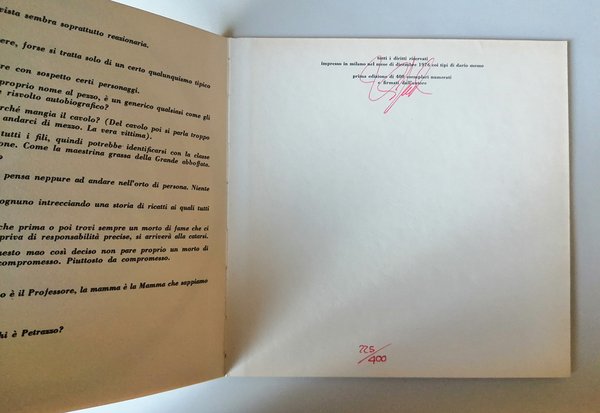 vista sembra soprattutto reazionaria.
ere, forse si tratta solo di un certo qualunquismo tipico
ere con sospetto certi personaggi.
proprio nome al pezzo, è un generico qualsiasi come gli
e risvolto autobiografico?
rché mangia il cavolo? (Del cavolo poi si parla troppo
andarci di mezzo. La vera vittima).
tutti i fili, quindi potrebbe identificarsi con la classe
one. Come la maestrina grassa della Grande abboffata.
o
pensa neppure ad andare nell'orto di persona. Niente
ognuno intrecciando una storia di ricatti ai quali tutti
che prima o poi trovi sempre un morto di fame che ci
priva di responsabilità precise, si arriverà alla catarsi.
uesto mao così deciso non pare proprio un morto di
compromesso. Piuttosto da compromesso.
o è il Professore, la mamma è la Mamma che sappiamo
hi è Petrazzo?
tutti i diritti riservati
impresso in milano nel mese di dicembre 1976 coi tipi di dario memo
prima edizione di 400 esemplari numerati
e firmati dall'autore
225/400